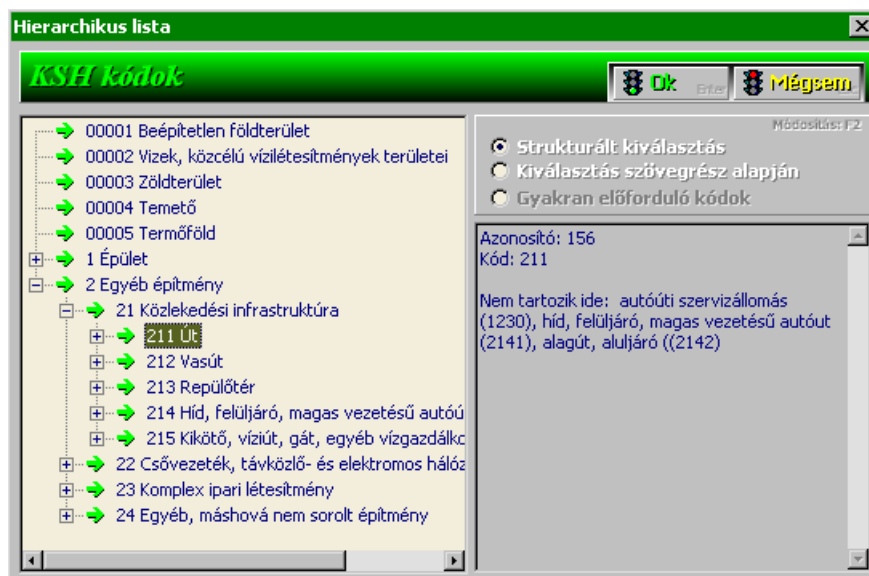 Hierarchikus lista
KSH kódok
Ok Enter Mégsem
00001 Beépítetlen földterület
00002 Vizek, közcélú vízilétesítmények területei
00003 Zöldterület
00004 Temető
00005 Termőföld
1 Épület
2 Egyéb építmény
21 Közlekedési infrastruktúra
211 Út
212 Vasút
213 Repülőtér
214 Híd, felüljáró, magas vezetésű autóú
215 Kikötő, víziút, gát, egyéb vízgazdálkc
22 Csővezeték, távközlő- és elektromos hálóz
23 Komplex ipari létesítmény
24 Egyéb, máshová nem sorolt építmény
Módosítás: F2
Strukturált kiválasztás
Kiválasztás szövegrész alapján
Gyakran előforduló kódok
Azonosító: 156
Kód: 211
Nem tartozik ide: autóúti szervizállomás
(1230), híd, felüljáró, magas vezetésű autóut
(2141), alagút, aluljáró ((2142)